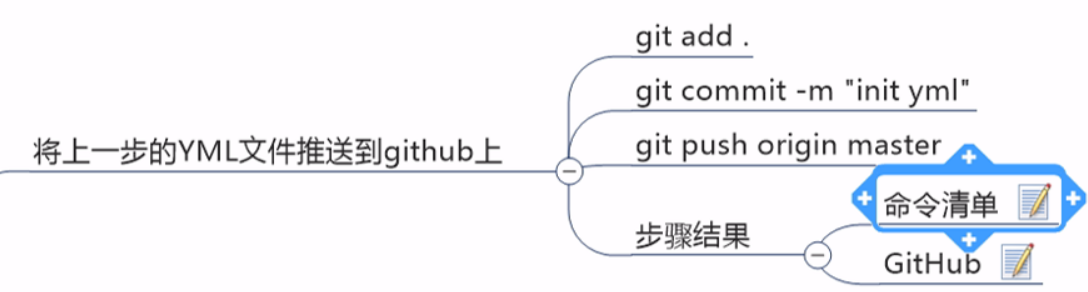 git add .
git commit -m "init yml"
将上一步的YML文件推送到github上
git push origin master
命令清单
步骤结果
GitHub